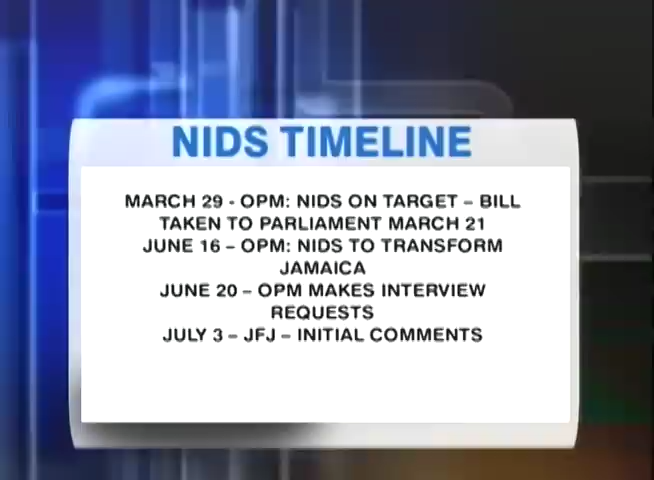 NIDS TIMELINE
MARCH 29 - OPM: NIDS ON TARGET – BILL
TAKEN TO PARLIAMENT MARCH 21
JUNE 16 – OPM: NIDS TO TRANSFORM
JAMAICA
JUNE 20 – OPM MAKES INTERVIEW
REQUESTS
JULY 3 – JFJ – INITIAL COMMENTS